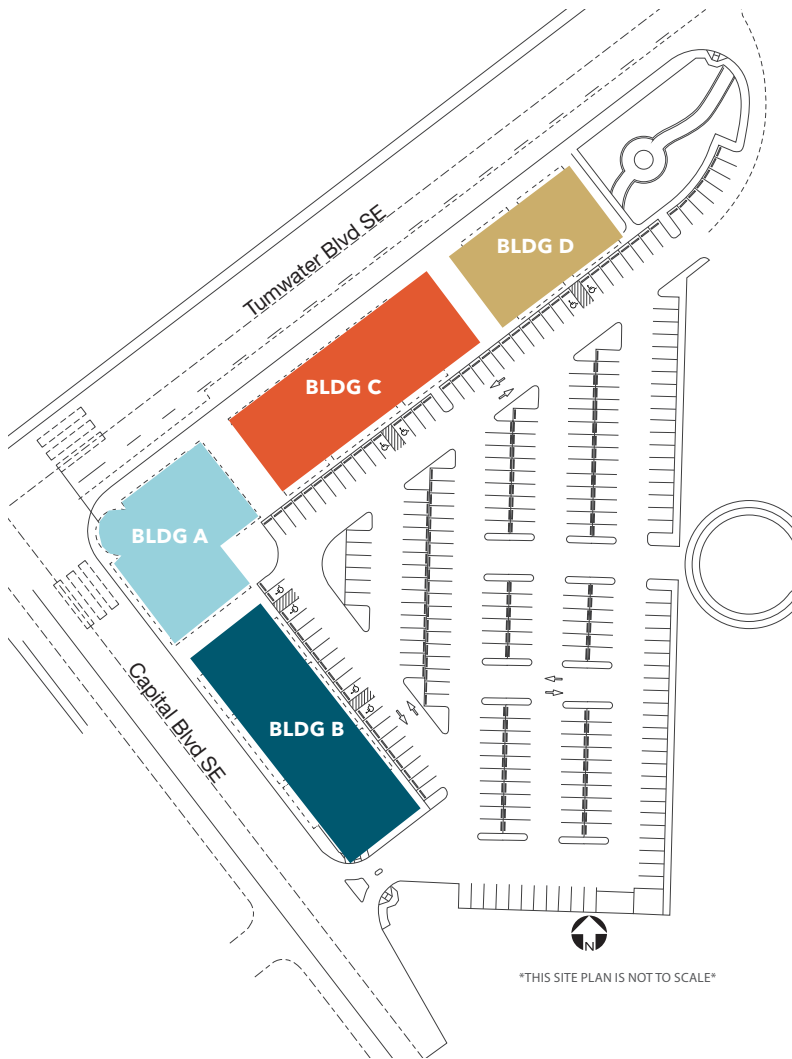 Tumwater Blvd SE
BLDG D
BLDG C
BLDG A
BLDG B
Capital Blvd SE
N
*THIS SITE PLAN IS NOT TO SCALE*